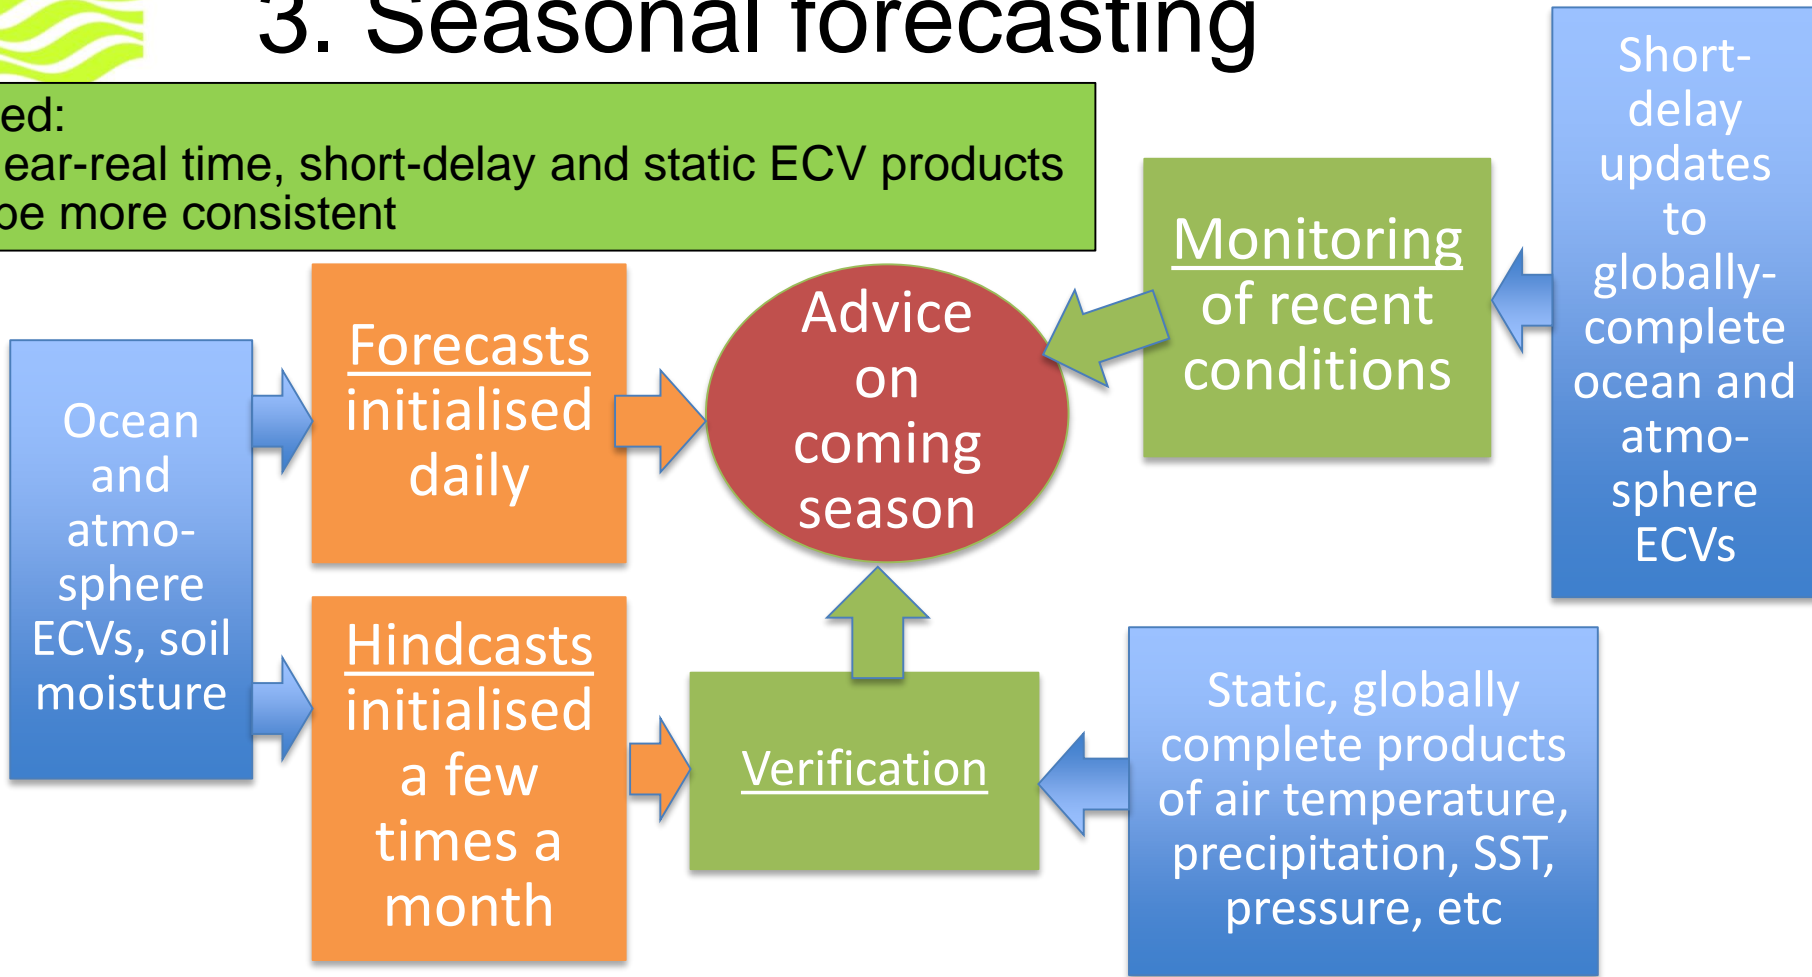 3. Seasonal forecasting
ed:
ear-real time, short-delay and static ECV products
be more consistent
Ocean
and
atmo-
sphere
ECVs, soil
moisture
Forecasts
initialised
daily
Hindcasts
initialised
a few
times a
month
Advice
on
coming
season
Verification
Monitoring
of recent
conditions
Short-
delay
updates
to
globally-
complete
ocean and
atmo-
sphere
ECVs
Static, globally
complete products
of air temperature,
precipitation, SST,
pressure, etc